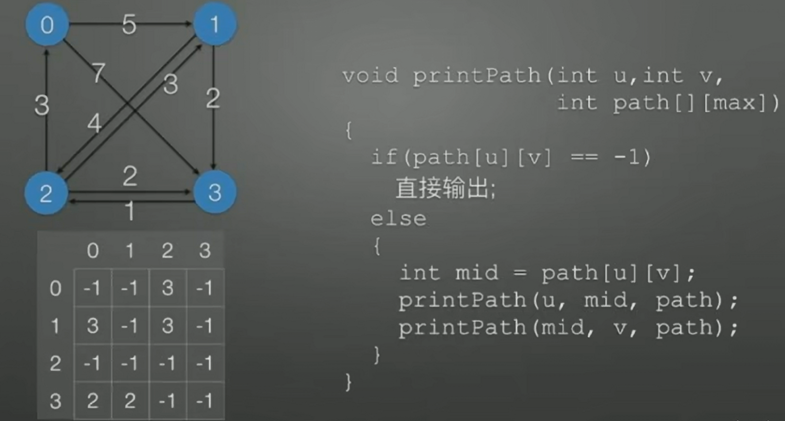 0 5 1
7
3 4 3 2
2 2 3
1
0 1 2 3
0 -1 -1 3 -1
1 3 -1 3 -1
2 -1 -1 -1 -1
3 2 2 -1 -1
void printPath(int u,int v,
int path[][max])
{
if(path[u][v] == -1)
直接输出;
else
{
int mid = path[u][v];
printPath(u, mid, path);
printPath(mid, v, path);
}
}